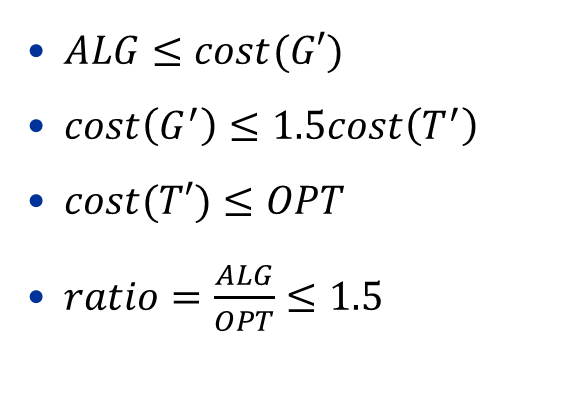 • ALG ≤ cost(G′)
• cost(G′) ≤ 1.5cost(T′)
• cost(T′) ≤ OPT
• ratio = ALG/OPT ≤ 1.5